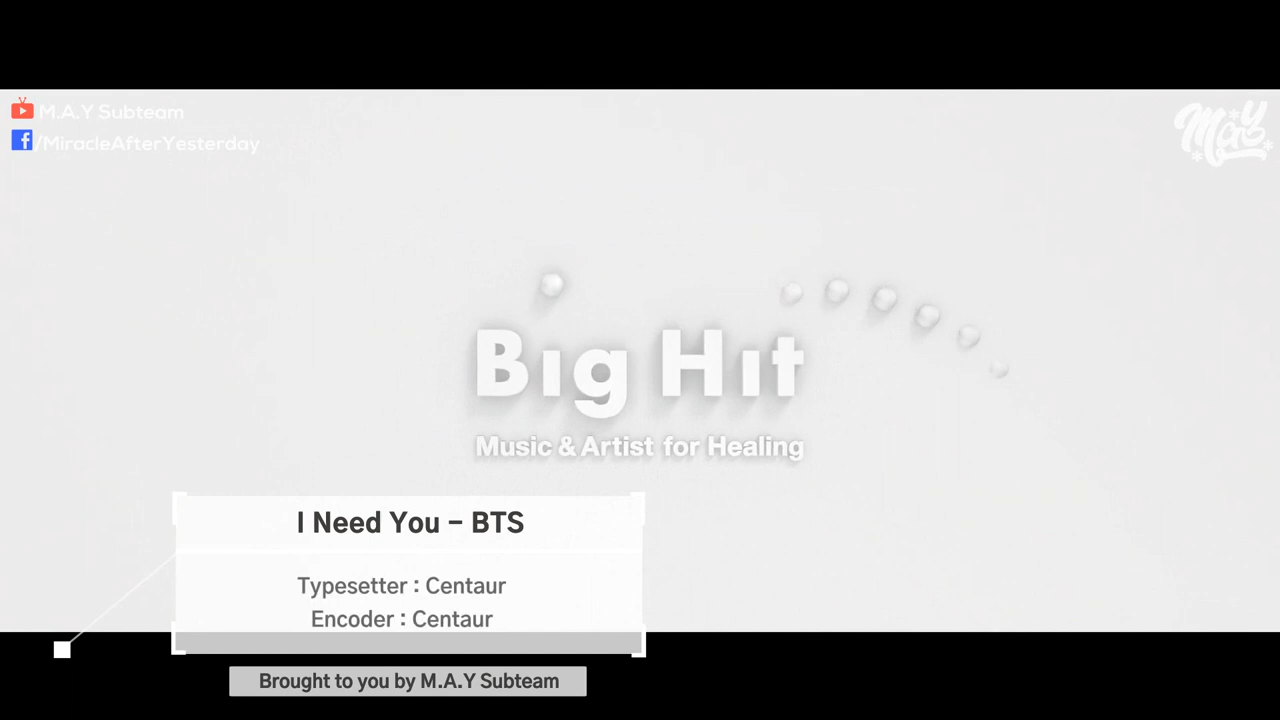 M.A.Y Subteam
/MiracleAfterYesterday
M.A.Y
Big Hit
Music & Artist for Healing
I Need You - BTS
Typesetter : Centaur
Encoder : Centaur
Brought to you by M.A.Y Subteam